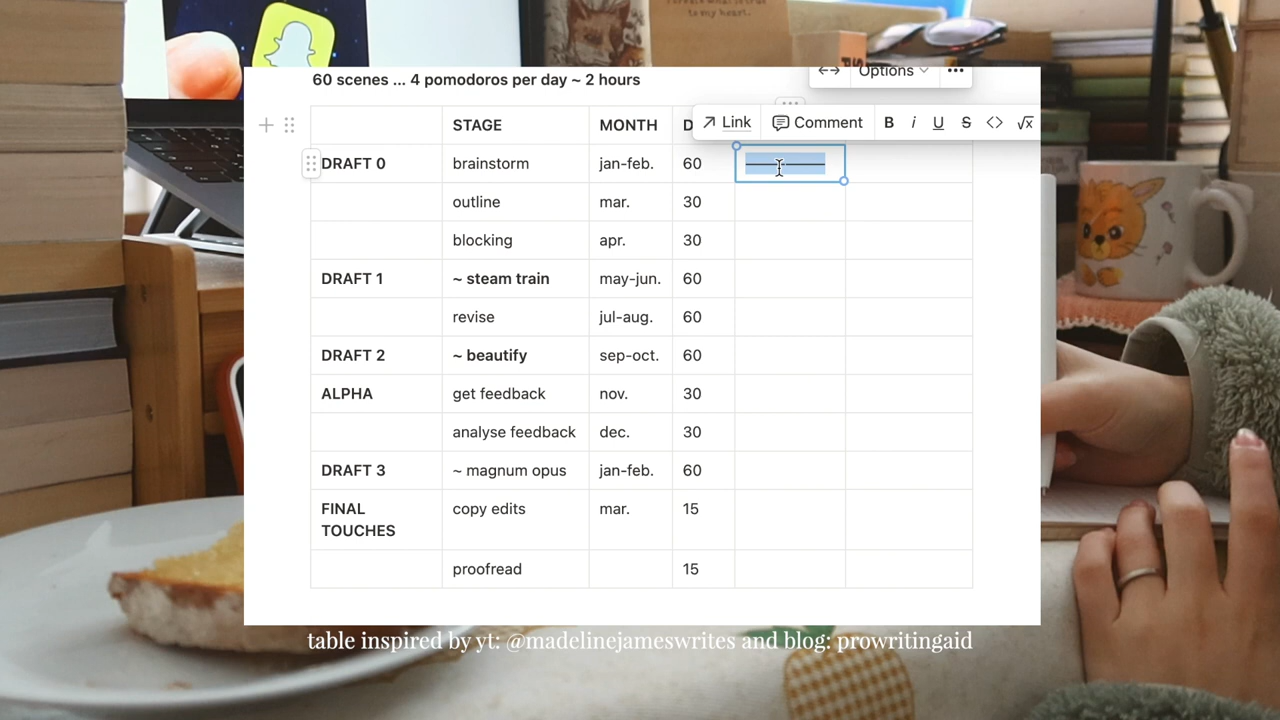 to my heart.
60 scenes ... 4 pomodoros per day ~ 2 hours
Options
Link Comment B i U S <> √x
STAGE MONTH D
DRAFT 0 brainstorm jan-feb. 60
outline mar. 30
blocking apr. 30
DRAFT 1 ~ steam train may-jun. 60
revise jul-aug. 60
DRAFT 2 ~ beautify sep-oct. 60
ALPHA get feedback nov. 30
analyse feedback dec. 30
DRAFT 3 ~ magnum opus jan-feb. 60
FINAL TOUCHES copy edits mar. 15
proofread 15
table inspired by yt: @madelinejameswrites and blog: prowritingaid